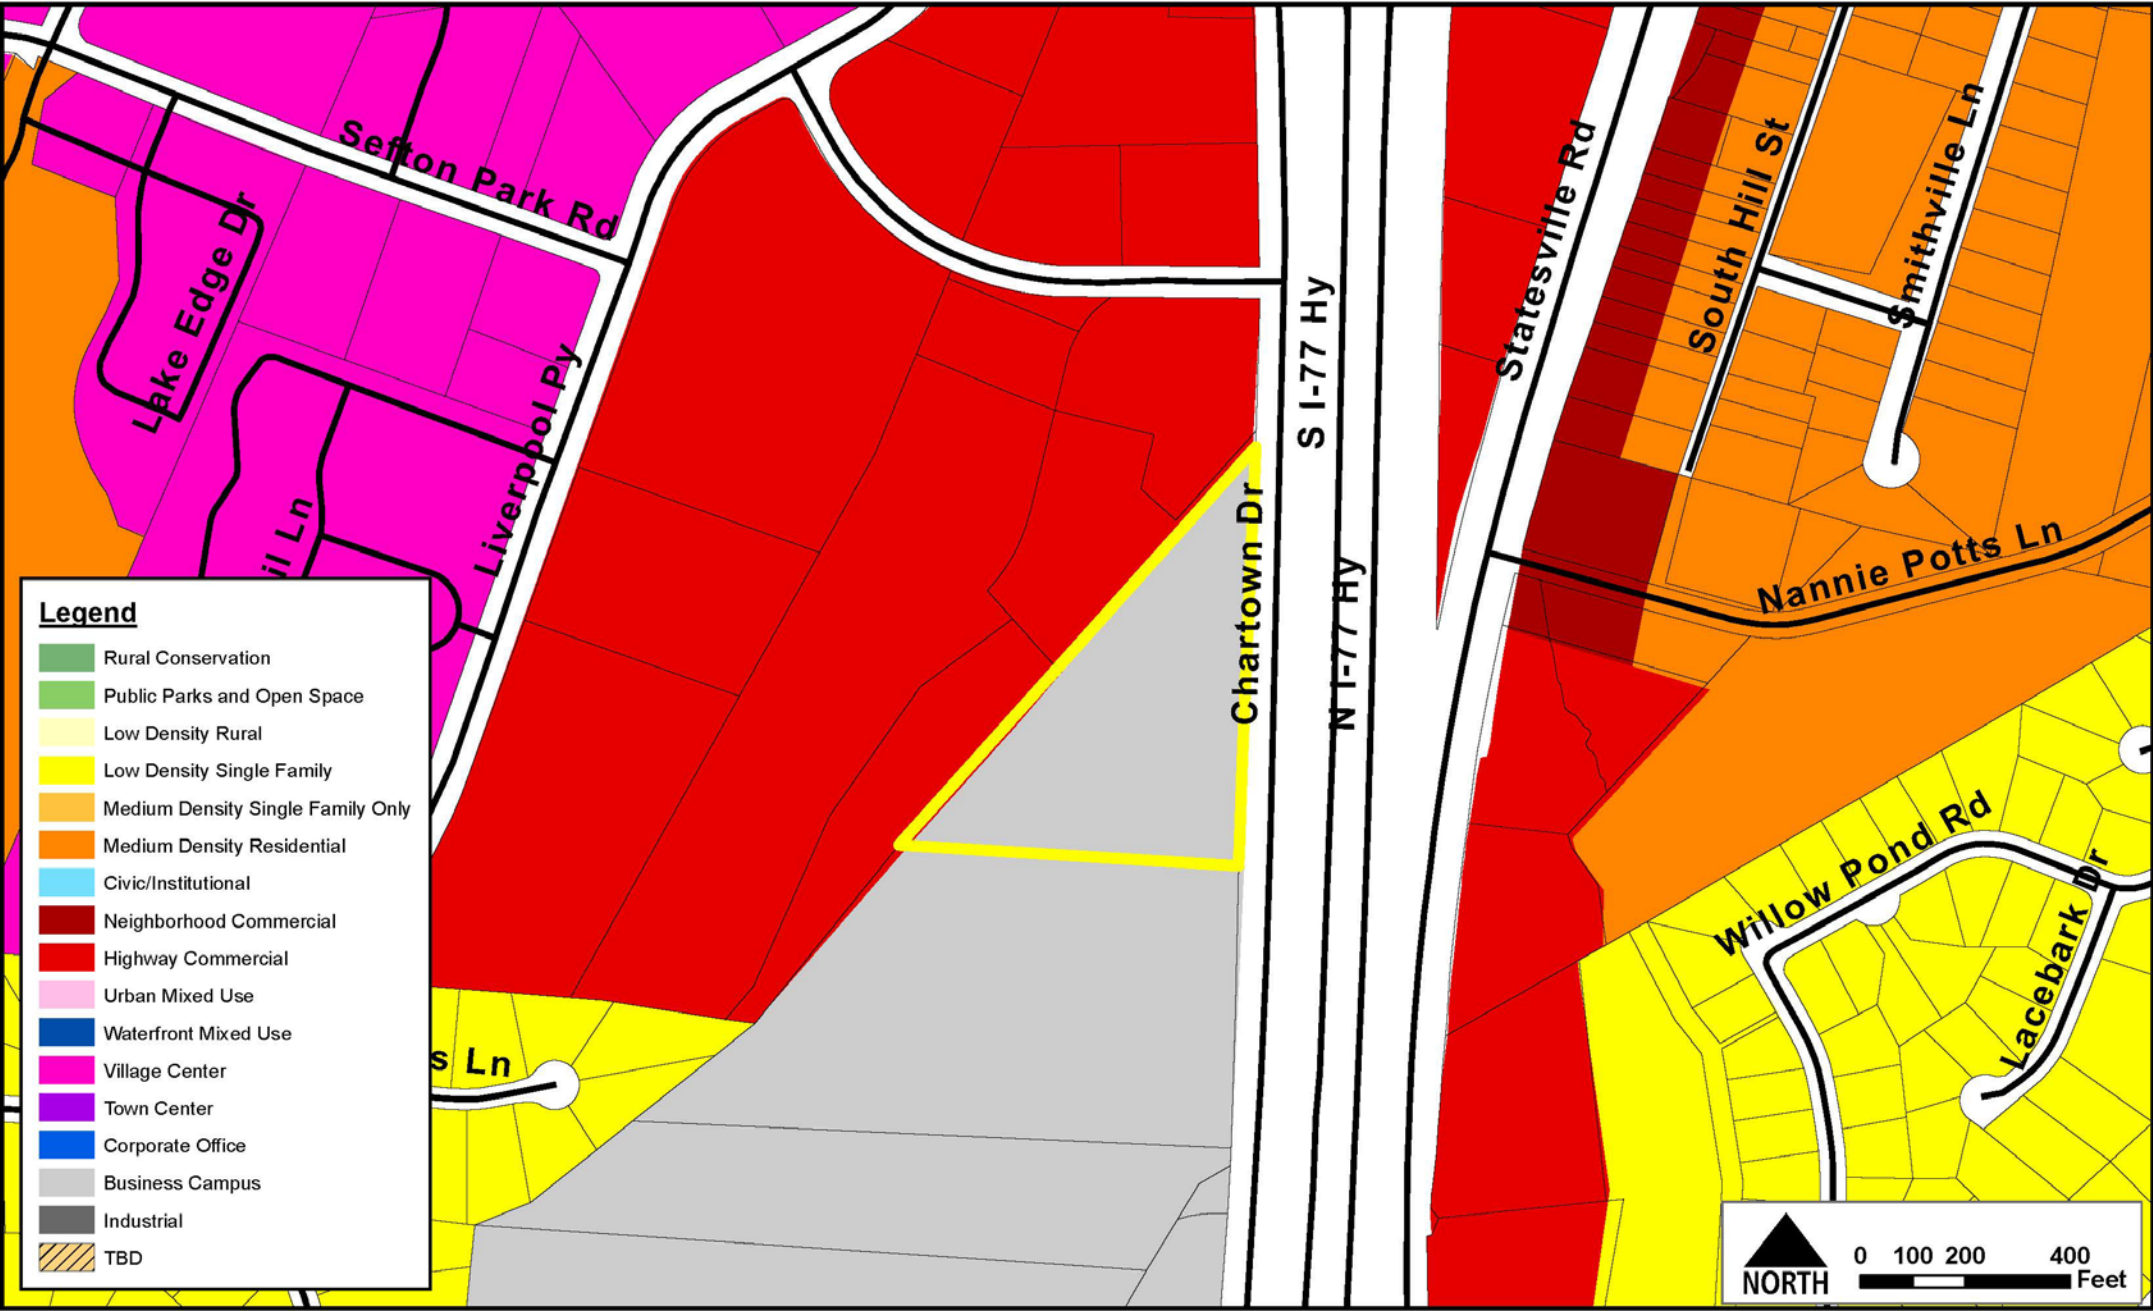 Sefton Park Rd
Lake Edge Dr
Liverpool Py
il Ln
S I-77 Hy
N I-77 Hy
Chartown Dr
Statesville Rd
South Hill St
Smithville Ln
Nannie Potts Ln
Willow Pond Rd
Lacebark Dr
s Ln
Legend
Rural Conservation
Public Parks and Open Space
Low Density Rural
Low Density Single Family
Medium Density Single Family Only
Medium Density Residential
Civic/Institutional
Neighborhood Commercial
Highway Commercial
Urban Mixed Use
Waterfront Mixed Use
Village Center
Town Center
Corporate Office
Business Campus
Industrial
TBD
NORTH
0 100 200 400
Feet